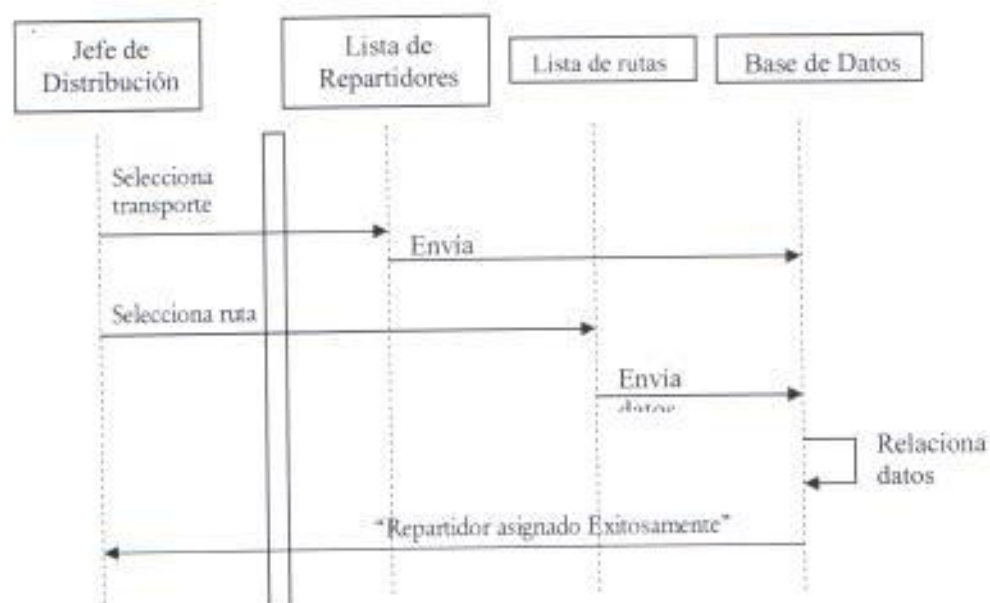 Jefe de
Distribución
Lista de
Repartidores
Lista de rutas
Base de Datos
Selecciona
transporte
Envia
Selecciona ruta
Envia
datos
Relaciona
datos
"Repartidor asignado Exitosamente"